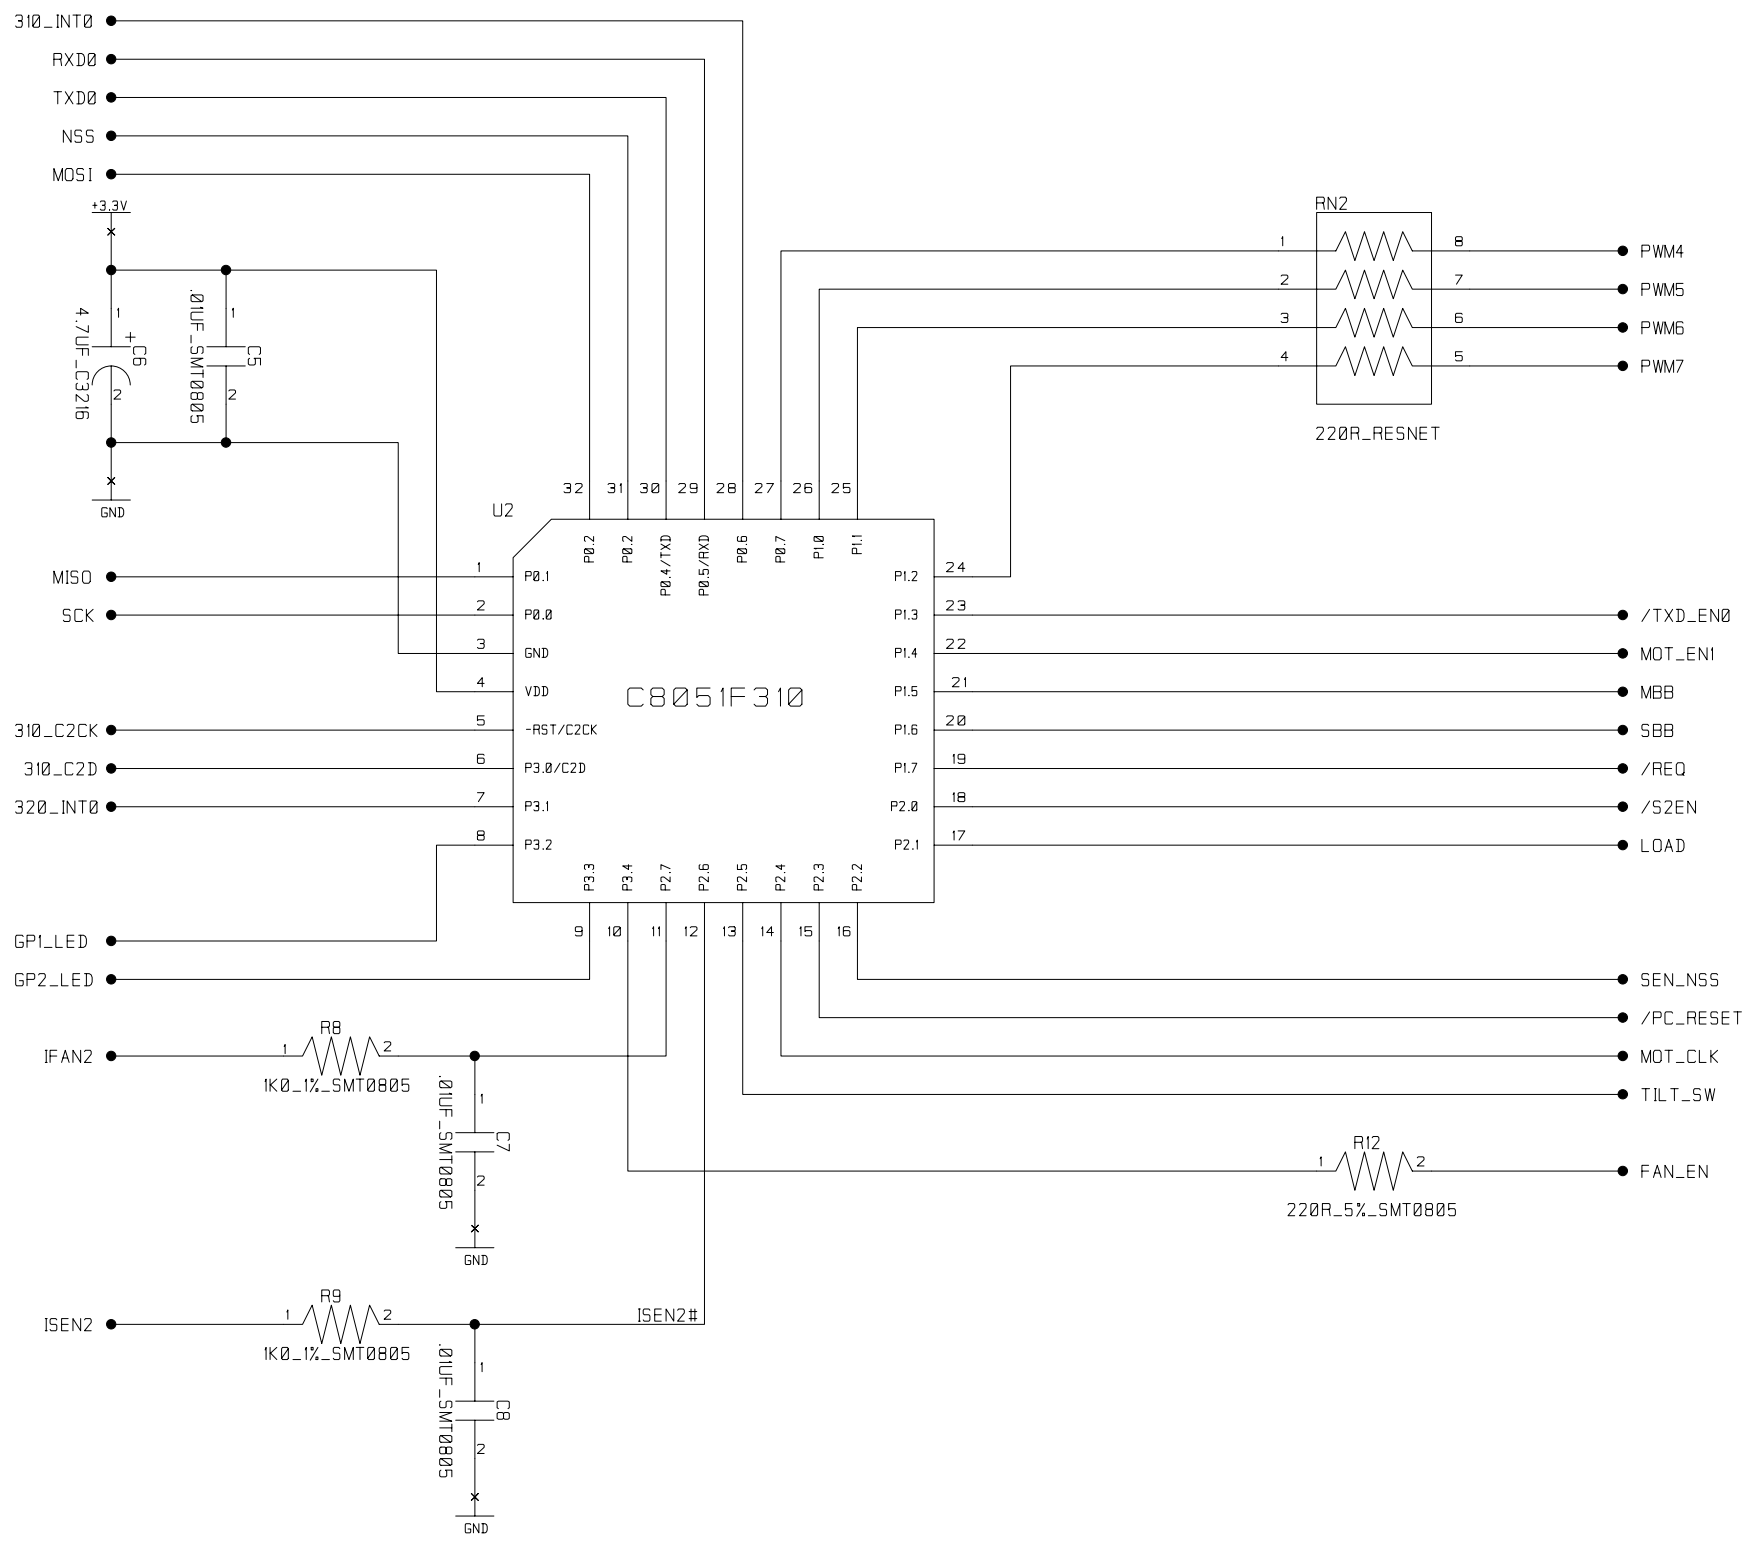 310_INT0
RXD0
TXD0
NSS
MOSI
+3.3V
1
4.7UF_C3216
+
C6
2
1
.01UF_SMT0805
C5
2
GND
RN2
1
8
PWM4
2
7
PWM5
3
6
PWM6
4
5
PWM7
220R_RESNET
U2
32
31
30
29
28
27
26
25
P0.2
P0.2
P0.4/TXD
P0.5/RXD
P0.6
P0.7
P1.0
P1.1
MISO
1
P0.1
P1.2
24
SCK
2
P0.0
P1.3
23
/TXD_EN0
3
GND
P1.4
22
MOT_EN1
4
VDD
C8051F310
P1.5
21
MBB
310_C2CK
5
-RST/C2CK
P1.6
20
SBB
310_C2D
6
P3.0/C2D
P1.7
19
/REQ
320_INT0
7
P3.1
P2.0
18
/S2EN
8
P3.2
P2.1
17
LOAD
P3.3
P3.4
P2.7
P2.6
P2.5
P2.4
P2.3
P2.2
9
10
11
12
13
14
15
16
GP1_LED
GP2_LED
SEN_NSS
/PC_RESET
IFAN2
1
R8
2
1K0_1%_SMT0805
MOT_CLK
TILT_SW
1
.01UF_SMT0805
C7
2
GND
1
R12
2
FAN_EN
220R_5%_SMT0805
ISEN2
1
R9
2
1K0_1%_SMT0805
ISEN2#
1
.01UF_SMT0805
C8
2
GND